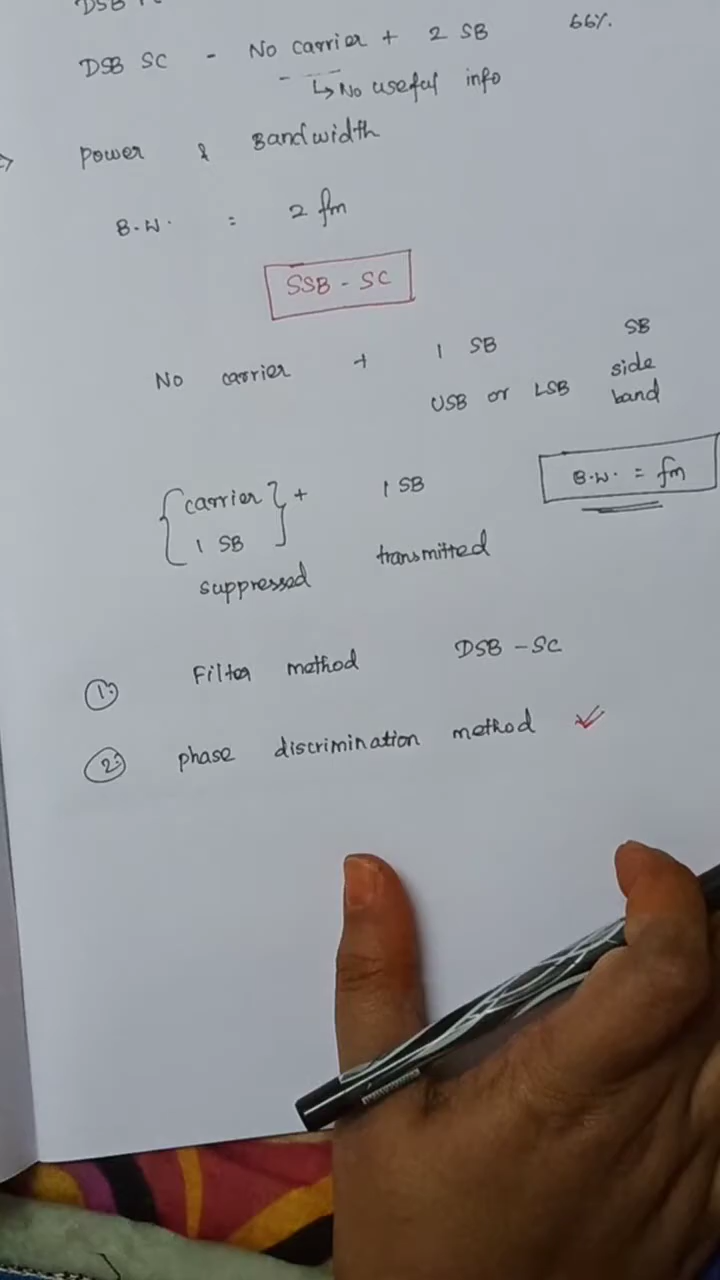 DSB
DSB SC - No carrier + 2 SB 66%.
↳ No useful info
Power & Bandwidth
B.W. = 2 fm
SSB - SC
No carrier + 1 SB SB
USB or LSB side
band
{carrier} + 1 SB B.W. = fm
1 SB
suppressed transmitted
1. Filter method DSB - SC
2. phase discrimination method ✓